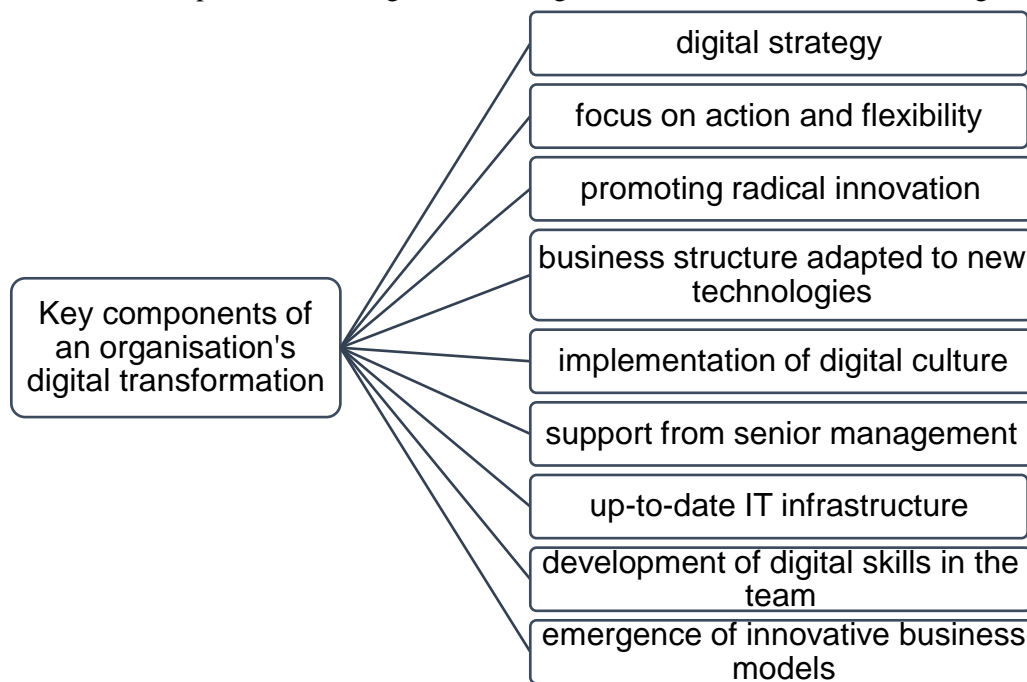 digital strategy
focus on action and flexibility
promoting radical innovation
business structure adapted to new
technologies
Key components of
an organisation's
digital transformation
implementation of digital culture
support from senior management
up-to-date IT infrastructure
development of digital skills in the
team
emergence of innovative business
models